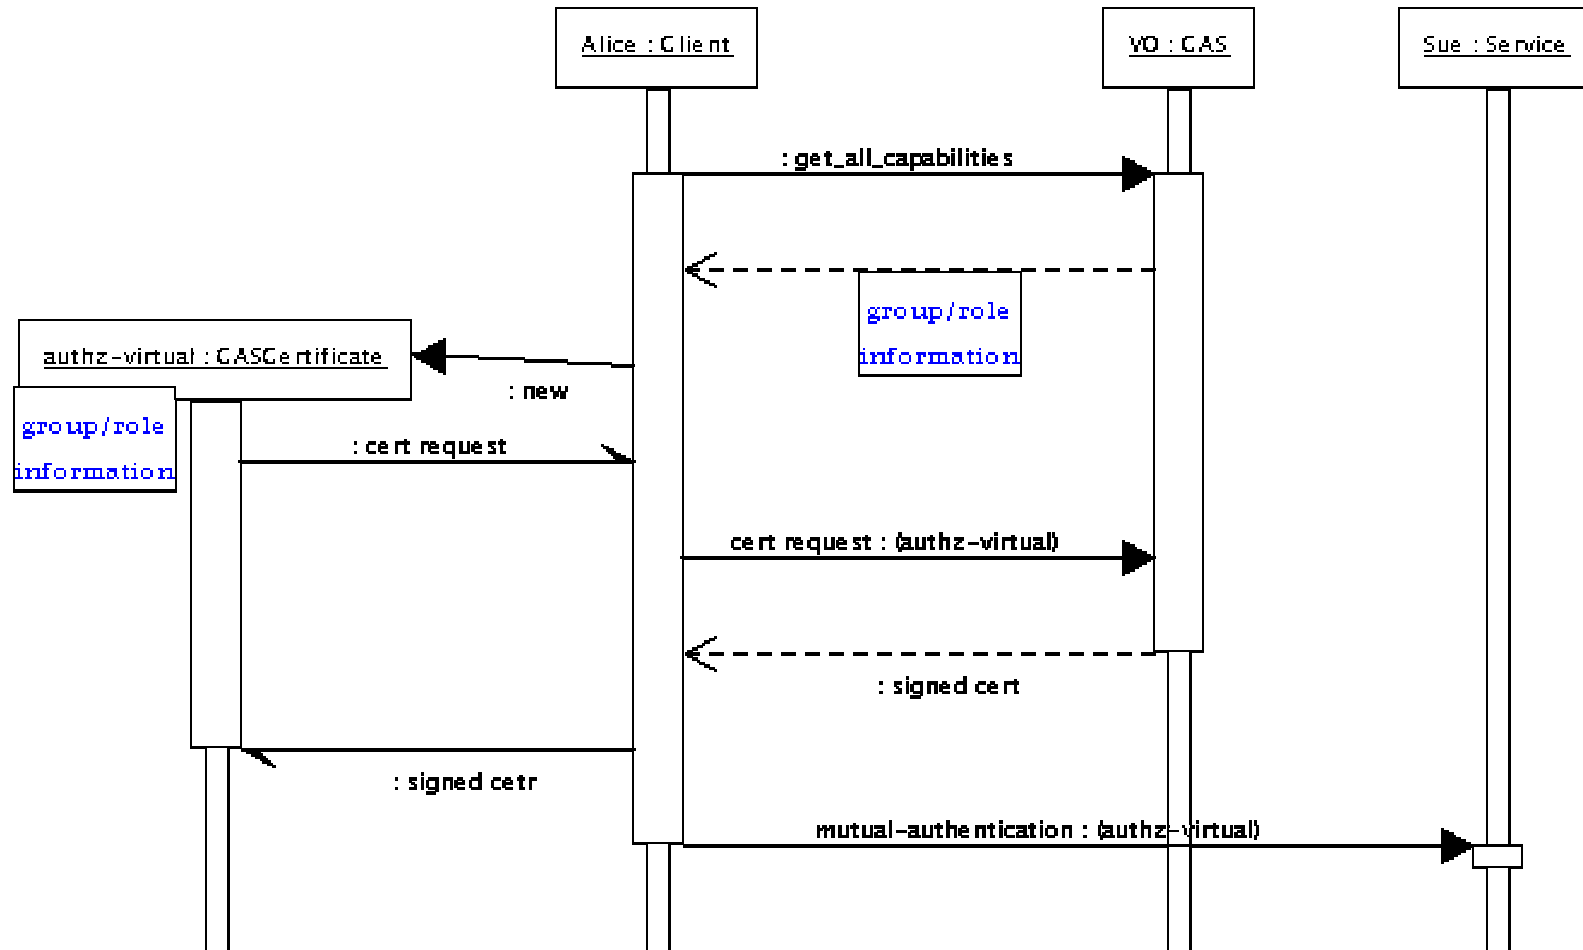 Alice : Client
VO : CAS
Sue : Service
: get_all_capabilities
group/role
information
authz-virtual : CASCertificate
: new
group/role
information
: cert request
cert request : (authz-virtual)
: signed cert
: signed cetr
mutual-authentication : (authz-virtual)